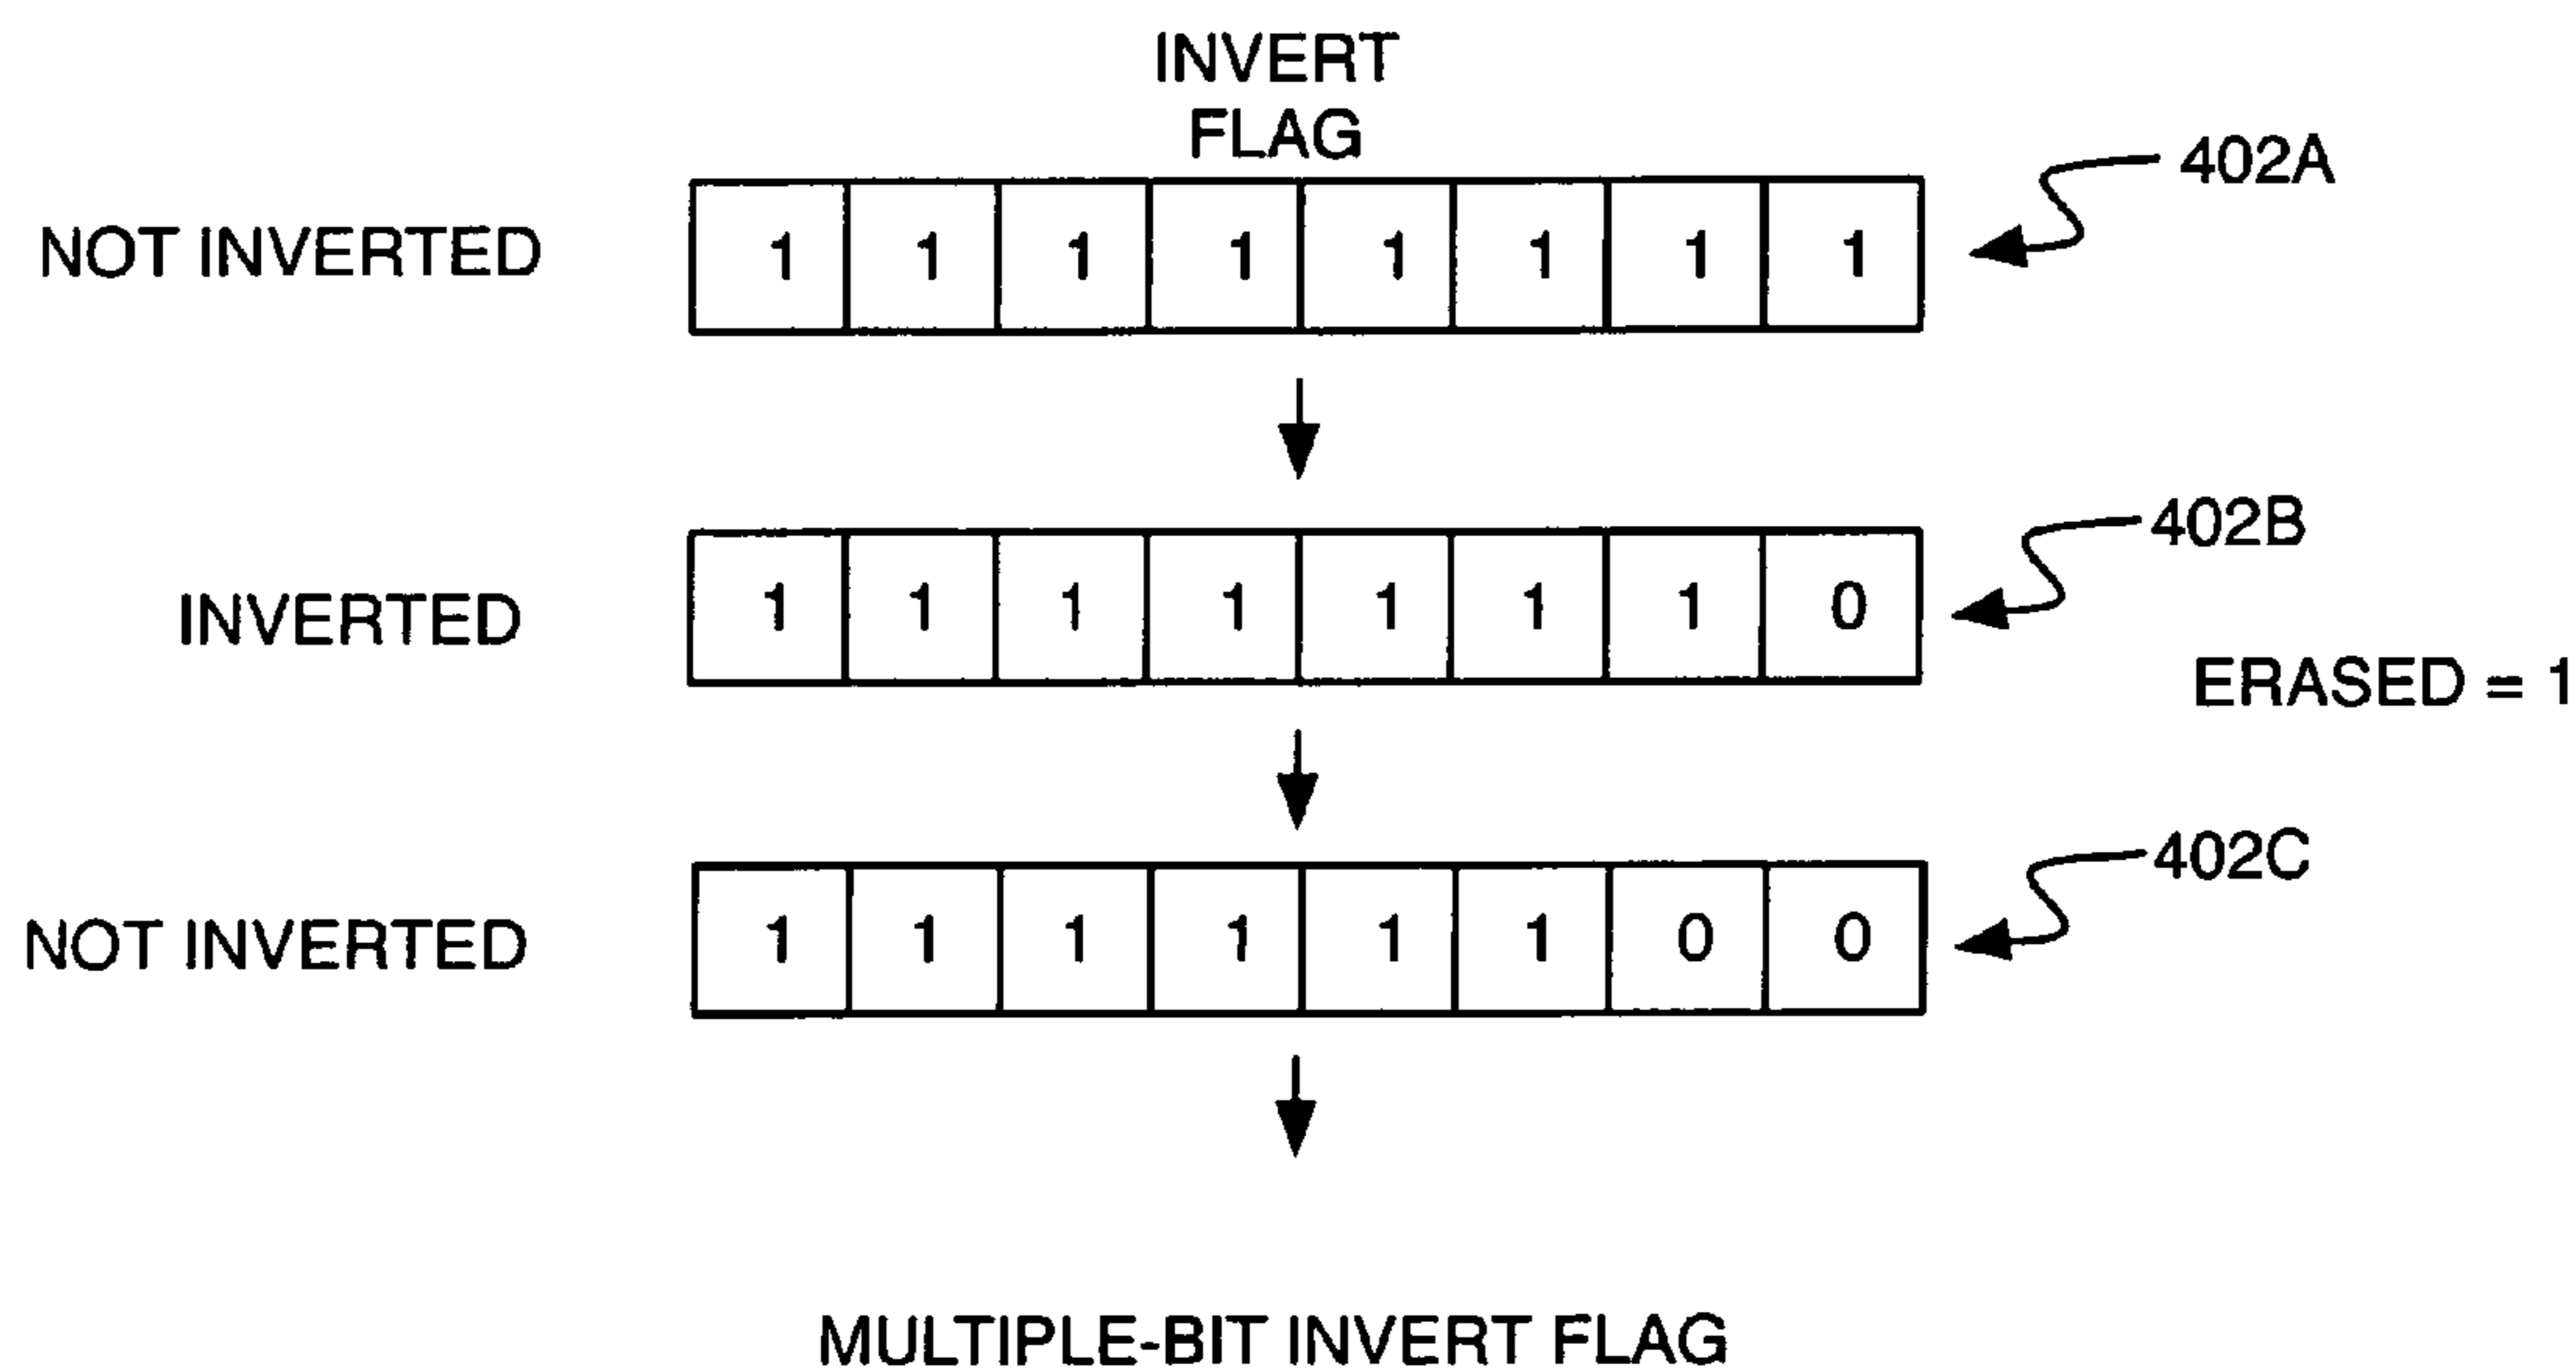 INVERT
FLAG
402A
NOT INVERTED 1 1 1 1 1 1 1 1
402B
INVERTED 1 1 1 1 1 1 1 0
ERASED = 1
402C
NOT INVERTED 1 1 1 1 1 1 0 0
MULTIPLE-BIT INVERT FLAG